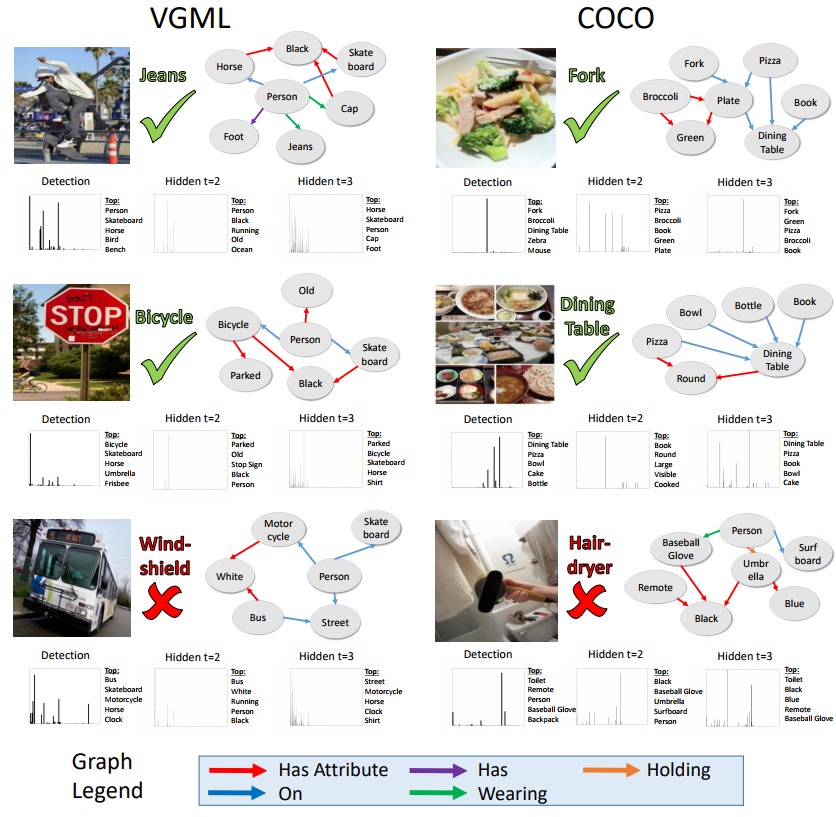 VGML
COCO
Jeans
Horse
Black
Skate
board
Person
Cap
Foot
Jeans
Fork
Fork
Pizza
Broccoli
Plate
Book
Green
Dining
Table
Detection
Top:
Person
Skateboard
Horse
Bird
Bench
Hidden t=2
Top:
Person
Black
Running
Old
Ocean
Hidden t=3
Top:
Horse
Skateboard
Person
Cap
Foot
Detection
Top:
Fork
Broccoli
Dining Table
Zebra
Mouse
Hidden t=2
Top:
Pizza
Broccoli
Book
Green
Plate
Hidden t=3
Top:
Fork
Green
Pizza
Broccoli
Book
STOP
Bicycle
Old
Bicycle
Person
Skate
board
Parked
Black
Dining
Table
Bowl
Bottle
Book
Pizza
Dining
Table
Round
Detection
Top:
Bicycle
Skateboard
Horse
Umbrella
Frisbee
Hidden t=2
Top:
Parked
Old
Stop Sign
Black
Person
Hidden t=3
Top:
Parked
Bicycle
Skateboard
Horse
Shirt
Detection
Top:
Dining Table
Pizza
Bowl
Cake
Bottle
Hidden t=2
Top:
Book
Round
Large
Visible
Cooked
Hidden t=3
Top:
Dining Table
Pizza
Book
Bowl
Cake
Wind-
shield
Motor
cycle
Skate
board
White
Person
Bus
Street
Hair-
dryer
Baseball
Glove
Person
Surf
board
Umbr
ella
Remote
Blue
Black
Detection
Top:
Bus
Skateboard
Motorcycle
Horse
Clock
Hidden t=2
Top:
Bus
White
Running
Person
Black
Hidden t=3
Top:
Street
Motorcycle
Horse
Clock
Shirt
Detection
Top:
Toilet
Remote
Person
Baseball Glove
Backpack
Hidden t=2
Top:
Black
Baseball Glove
Umbrella
Surfboard
Person
Hidden t=3
Top:
Toilet
Black
Blue
Remote
Baseball Glove
Graph
Legend
Has Attribute
Has
Holding
On
Wearing